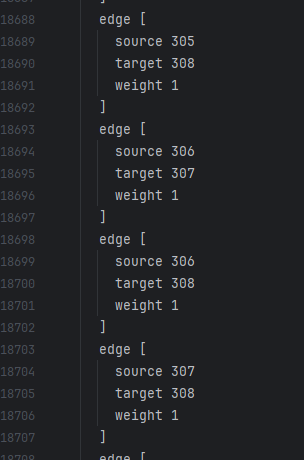 ]
18688 edge [
18689 source 305
18690 target 308
18691 weight 1
18692 ]
18693 edge [
18694 source 306
18695 target 307
18696 weight 1
18697 ]
18698 edge [
18699 source 306
18700 target 308
18701 weight 1
18702 ]
18703 edge [
18704 source 307
18705 target 308
18706 weight 1
18707 ]
18708 edge [